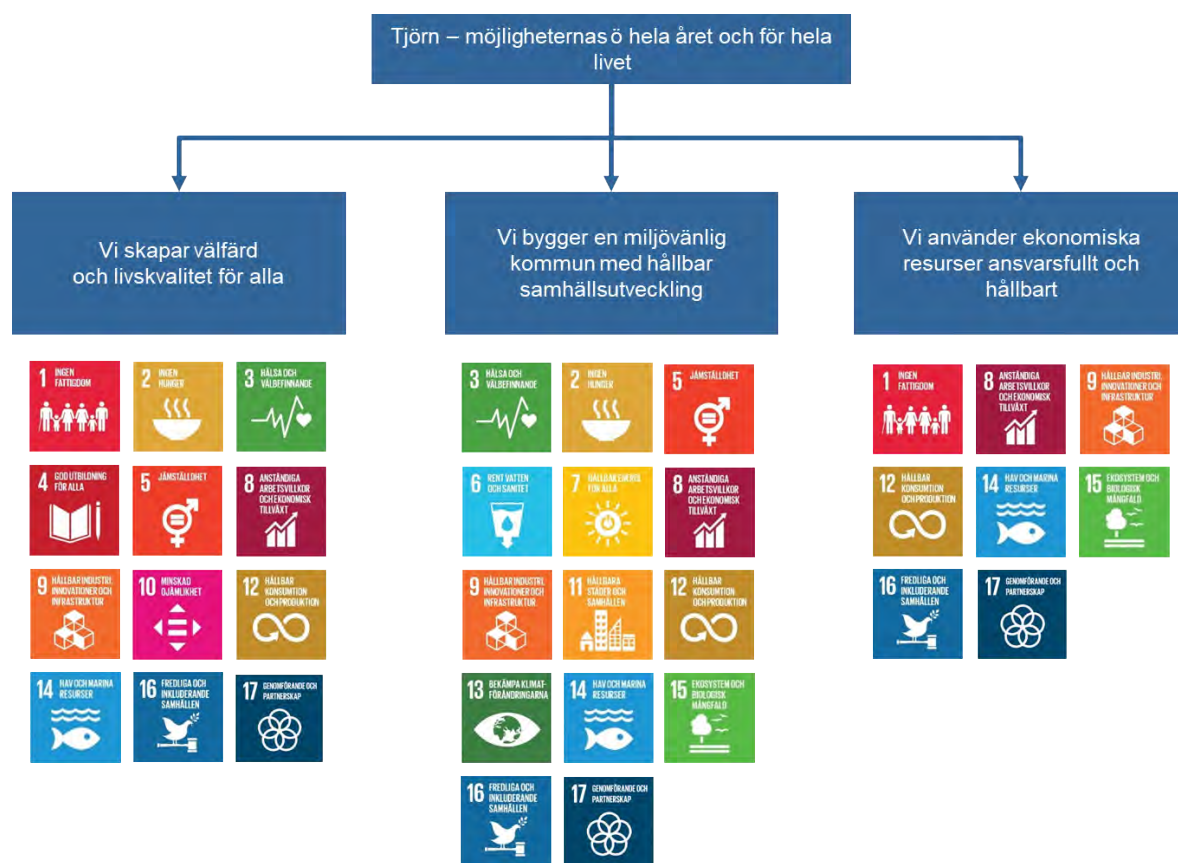 Tjörn – möjligheternas ö hela året och för hela
livet
Vi skapar välfärd
och livskvalitet för alla
1 INGEN
FATTIGDOM
2 INGEN
HUNGER
3 HÄLSA OCH
VÄLBEFINNANDE
4 GOD UTBILDNING
FÖR ALLA
5 JÄMSTÄLLDHET
8 ANSTÄNDIGA
ARBETSVILLKOR
OCH EKONOMISK
TILLVÄXT
9 HÅLLBAR INDUSTRI,
INNOVATIONER OCH
INFRASTRUKTUR
10 MINSKAD
OJÄMLIKHET
12 HÅLLBAR
KONSUMTION
OCH PRODUKTION
14 HAV OCH MARINA
RESURSER
16 FREDLIGA OCH
INKLUDERANDE
SAMHÄLLEN
17 GENOMFÖRANDE OCH
PARTNERSKAP
Vi bygger en miljövänlig
kommun med hållbar
samhällsutveckling
3 HÄLSA OCH
VÄLBEFINNANDE
2 INGEN
HUNGER
5 JÄMSTÄLLDHET
6 RENT VATTEN
OCH SANITET
7 HÅLLBAR ENERGI
FÖR ALLA
8 ANSTÄNDIGA
ARBETSVILLKOR
OCH EKONOMISK
TILLVÄXT
9 HÅLLBAR INDUSTRI,
INNOVATIONER OCH
INFRASTRUKTUR
11 HÅLLBARA
STÄDER OCH
SAMHÄLLEN
12 HÅLLBAR
KONSUMTION
OCH PRODUKTION
13 BEKÄMPA KLIMAT-
FÖRÄNDRINGARNA
14 HAV OCH MARINA
RESURSER
15 EKOSYSTEM OCH
BIOLOGISK
MÅNGFALD
16 FREDLIGA OCH
INKLUDERANDE
SAMHÄLLEN
17 GENOMFÖRANDE OCH
PARTNERSKAP
Vi använder ekonomiska
resurser ansvarsfullt och
hållbart
1 INGEN
FATTIGDOM
8 ANSTÄNDIGA
ARBETSVILLKOR
OCH EKONOMISK
TILLVÄXT
9 HÅLLBAR INDUSTRI,
INNOVATIONER OCH
INFRASTRUKTUR
12 HÅLLBAR
KONSUMTION
OCH PRODUKTION
14 HAV OCH MARINA
RESURSER
15 EKOSYSTEM OCH
BIOLOGISK
MÅNGFALD
16 FREDLIGA OCH
INKLUDERANDE
SAMHÄLLEN
17 GENOMFÖRANDE OCH
PARTNERSKAP